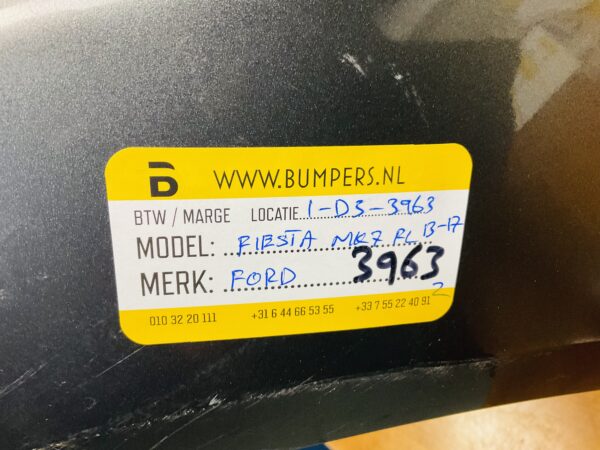 WWW.BUMPERS.NL
BTW / MARGE LOCATIE 1-D3-3963
MODEL: FIESTA MK7 FL 13-17
MERK: FORD 3963
2
010 32 20 111 +31 6 44 66 53 55 +33 7 55 22 40 91